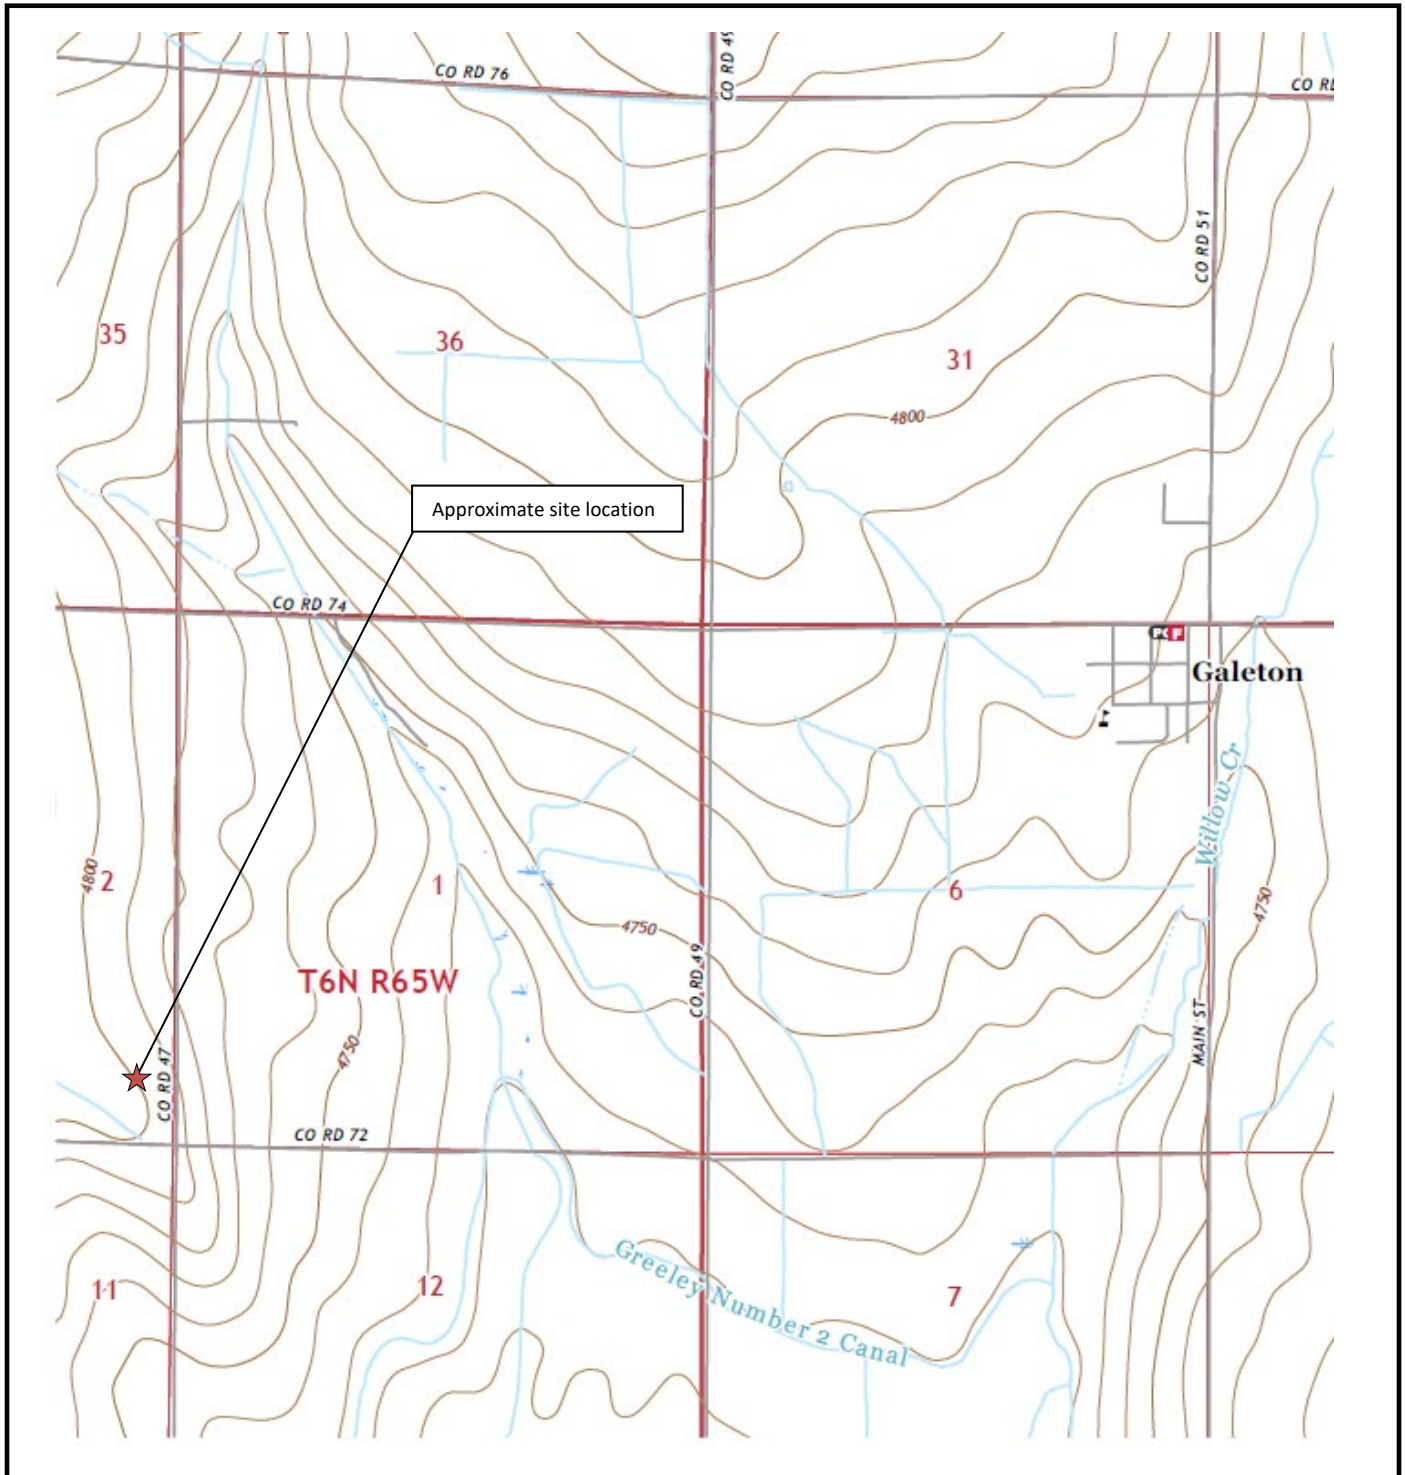 CO RD 76
CO RD 49
CO RD
CO RD 51
35
36
31
4800
Approximate site location
CO RD 74
Galeton
Willow Cr
4800
2
1
6
4750
4750
T6N R65W
CO RD 49
MAIN ST
4750
CO RD 47
CO RD 72
Greeley Number 2 Canal
11
12
7